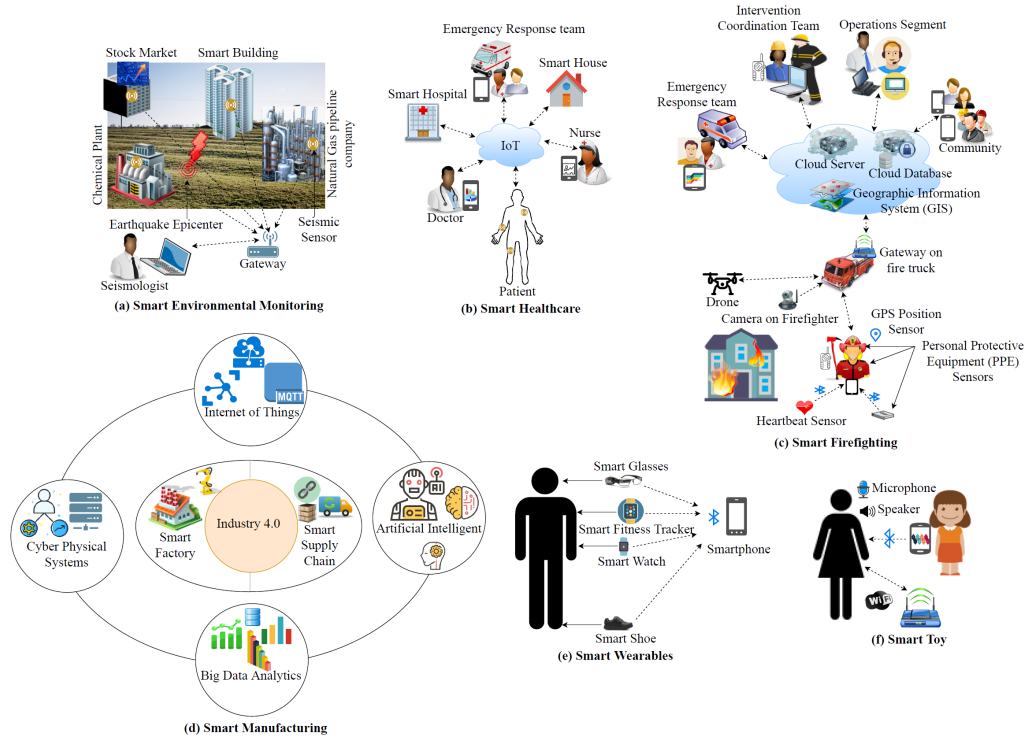 Stock Market
Smart Building
Chemical Plant
Natural Gas pipeline
company
Earthquake Epicenter
Seismic
Sensor
Gateway
Seismologist
(a) Smart Environmental Monitoring
Emergency Response team
Smart House
Smart Hospital
IoT
Nurse
Doctor
Patient
(b) Smart Healthcare
Intervention
Coordination Team
Operations Segment
Emergency
Response team
Community
Cloud Server
Cloud Database
Geographic Information
System (GIS)
Gateway on
fire truck
Drone
Camera on Firefighter
GPS Position
Sensor
Personal Protective
Equipment (PPE)
Sensors
Heartbeat Sensor
(c) Smart Firefighting
MQTT
Internet of Things
Cyber Physical
Systems
Smart
Factory
Industry 4.0
Smart
Supply
Chain
AI
Artificial Intelligent
Big Data Analytics
(d) Smart Manufacturing
Smart Glasses
Smart Fitness Tracker
Smart Watch
Smartphone
Smart Shoe
(e) Smart Wearables
Microphone
Speaker
WiFi
(f) Smart Toy